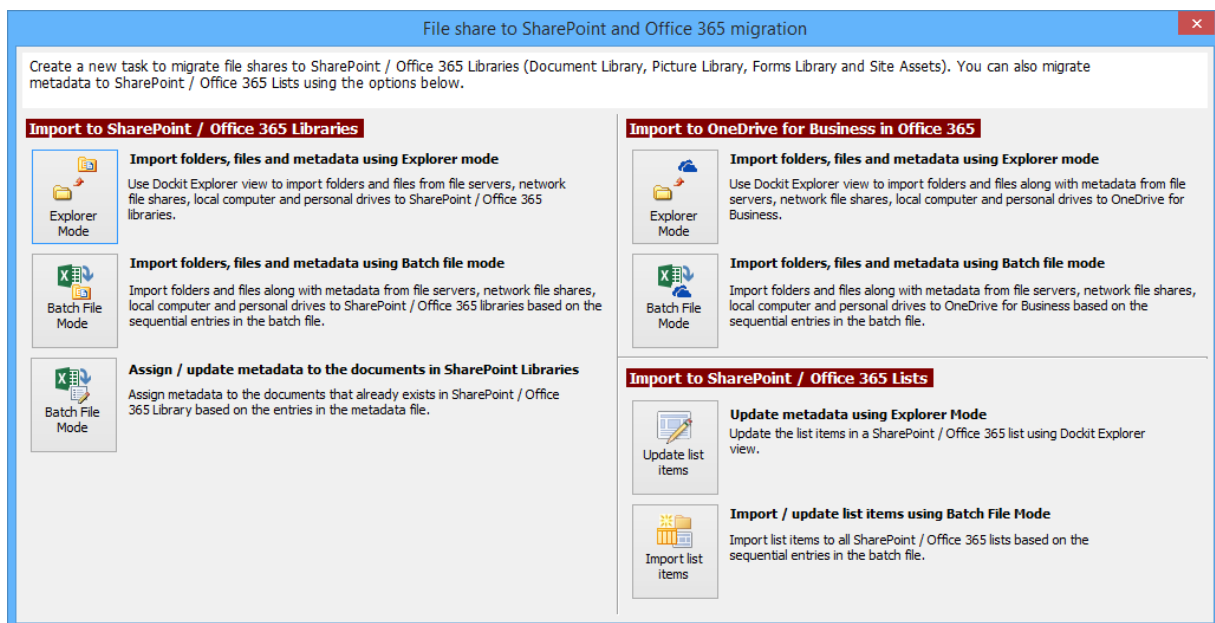 File share to SharePoint and Office 365 migration
Create a new task to migrate file shares to SharePoint / Office 365 Libraries (Document Library, Picture Library, Forms Library and Site Assets). You can also migrate
metadata to SharePoint / Office 365 Lists using the options below.
Import to SharePoint / Office 365 Libraries
Explorer
Mode
Import folders, files and metadata using Explorer mode
Use Dockit Explorer view to import folders and files from file servers, network
file shares, local computer and personal drives to SharePoint / Office 365
libraries.
Batch File
Mode
Import folders, files and metadata using Batch file mode
Import folders and files along with metadata from file servers, network file shares,
local computer and personal drives to SharePoint / Office 365 libraries based on the
sequential entries in the batch file.
Batch File
Mode
Assign / update metadata to the documents in SharePoint Libraries
Assign metadata to the documents that already exists in SharePoint / Office
365 Library based on the entries in the metadata file.
Import to OneDrive for Business in Office 365
Explorer
Mode
Import folders, files and metadata using Explorer mode
Use Dockit Explorer view to import folders and files along with metadata from file
servers, network file shares, local computer and personal drives to OneDrive for
Business.
Batch File
Mode
Import folders, files and metadata using Batch file mode
Import folders and files along with metadata from file servers, network file shares,
local computer and personal drives to OneDrive for Business based on the
sequential entries in the batch file.
Import to SharePoint / Office 365 Lists
Update list
items
Update metadata using Explorer Mode
Update the list items in a SharePoint / Office 365 list using Dockit Explorer
view.
Import list
items
Import / update list items using Batch File Mode
Import list items to all SharePoint / Office 365 lists based on the
sequential entries in the batch file.